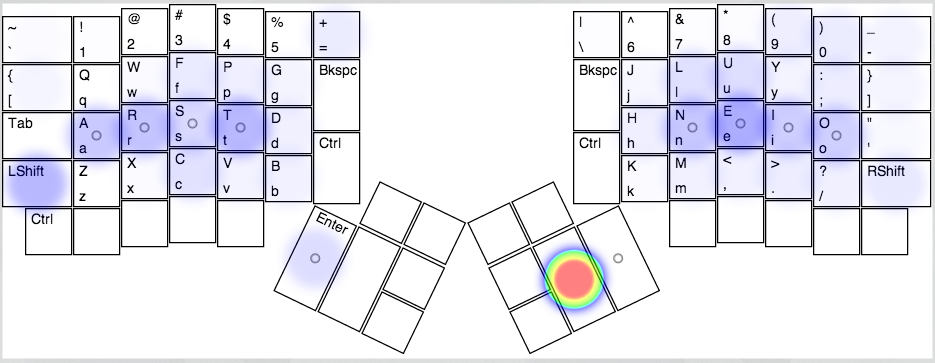 ~ ! @ # $ % +
` 1 2 3 4 5 =
{ Q W F P G Bkspc
[ q w f p g
Tab A R S T D Ctrl
a r s t d
LShift Z X C V B
z x c v b
Ctrl
Enter
| ^ & * ( ) _
\ 6 7 8 9 0 -
Bkspc J L U Y : }
j l u y ; ]
Ctrl H N E I O "
h n e i o '
K M < > ? RShift
k m , . /